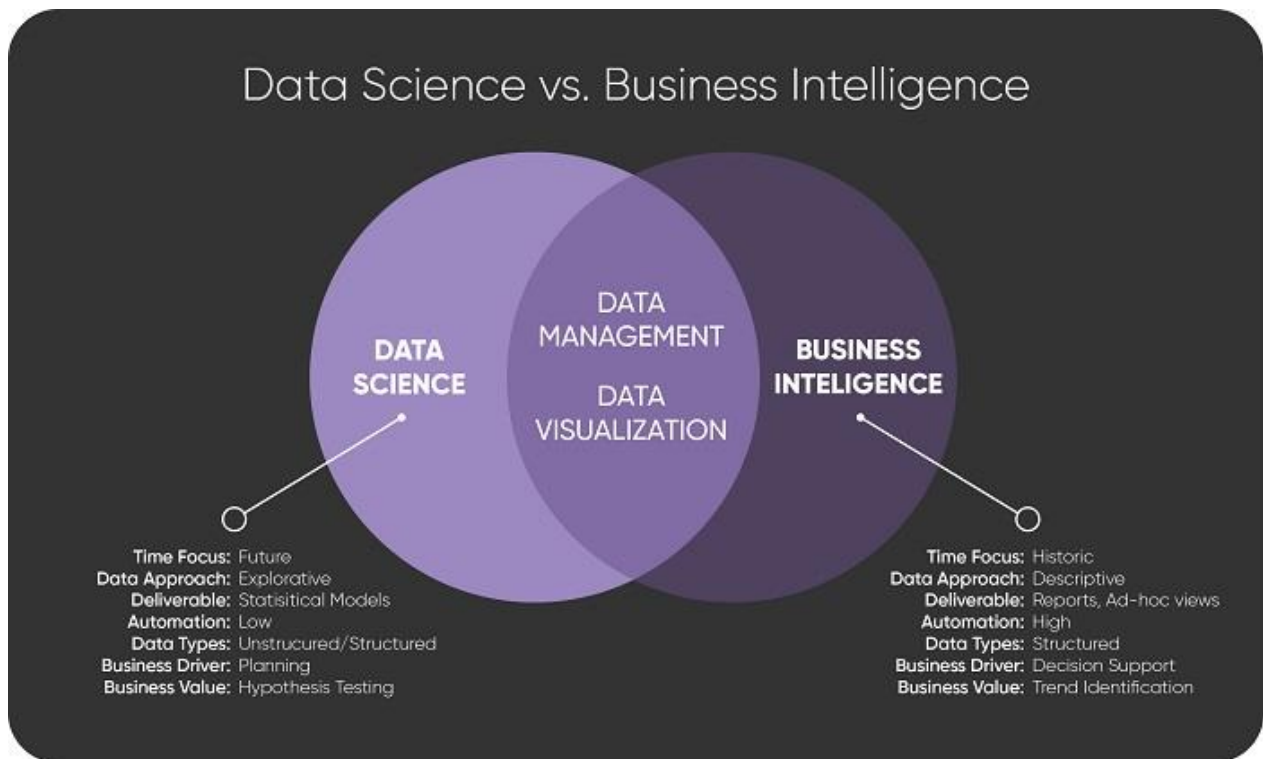 Data Science vs. Business Intelligence
DATA
SCIENCE
DATA
MANAGEMENT
DATA
VISUALIZATION
BUSINESS
INTELIGENCE
Time Focus: Future
Data Approach: Explorative
Deliverable: Statisitical Models
Automation: Low
Data Types: Unstrucured/Structured
Business Driver: Planning
Business Value: Hypothesis Testing
Time Focus: Historic
Data Approach: Descriptive
Deliverable: Reports, Ad-hoc views
Automation: High
Data Types: Structured
Business Driver: Decision Support
Business Value: Trend Identification